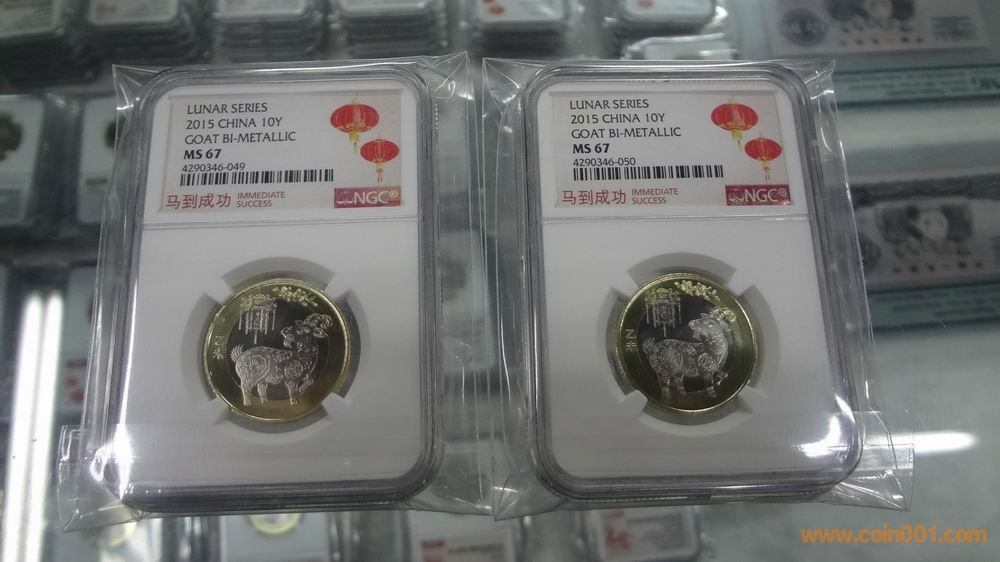 LUNAR SERIES
2015 CHINA 10Y
GOAT BI-METALLIC
MS 67
4290346-049
马到成功 IMMEDIATE SUCCESS
NGC®
LUNAR SERIES
2015 CHINA 10Y
GOAT BI-METALLIC
MS 67
4290346-050
马到成功 IMMEDIATE SUCCESS
NGC®
www.coin001.com